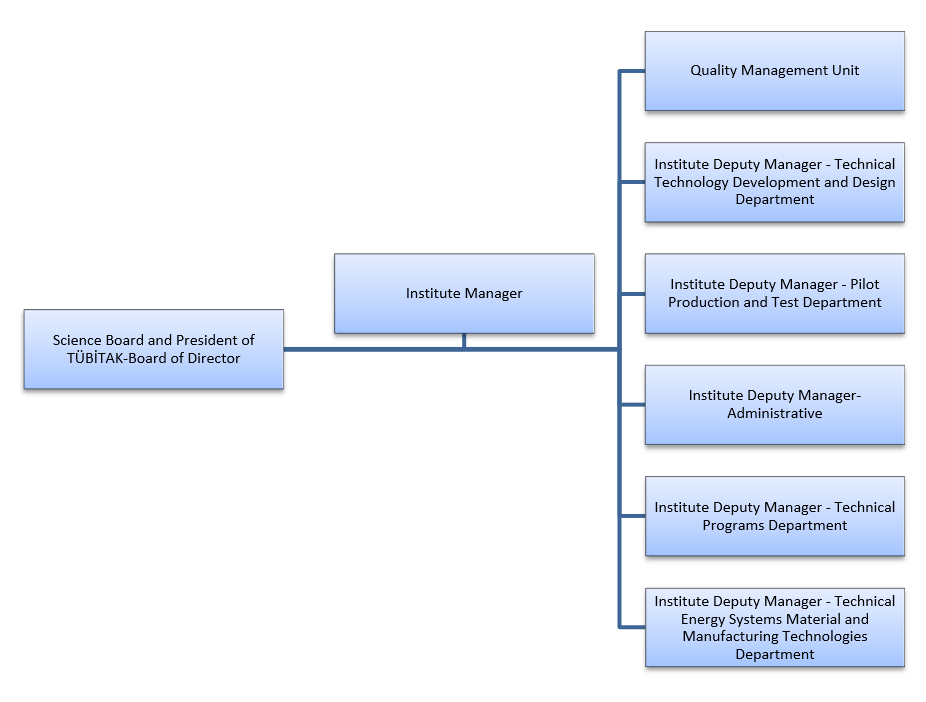 Quality Management Unit
Institute Deputy Manager - Technical
Technology Development and Design
Department
Institute Manager
Institute Deputy Manager - Pilot
Production and Test Department
Science Board and President of
TÜBİTAK-Board of Director
Institute Deputy Manager-
Administrative
Institute Deputy Manager - Technical
Programs Department
Institute Deputy Manager - Technical
Energy Systems Material and
Manufacturing Technologies
Department